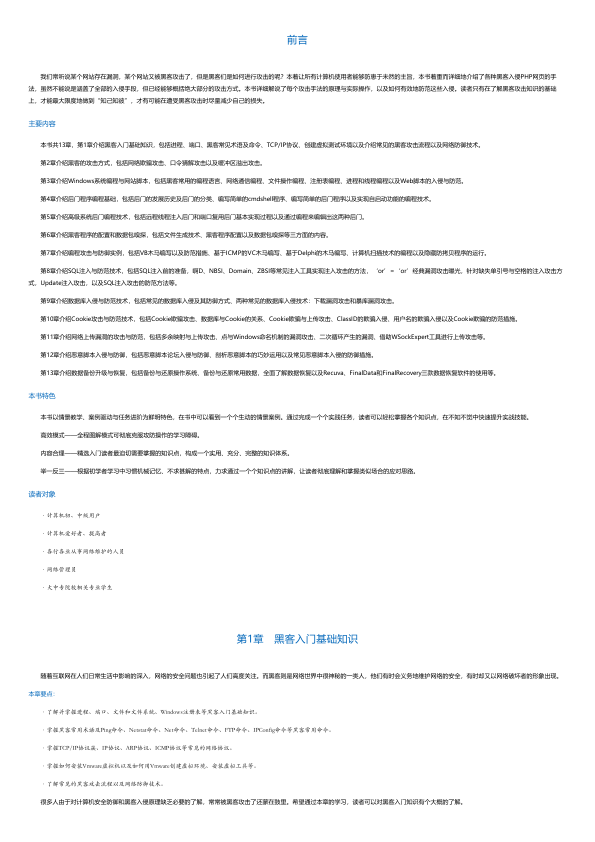 前言
我们常听说某个网站存在漏洞，某个网站又被黑客攻击了，但是黑客们是如何进行攻击的呢？本着让所有计算机使用者能够防患于未然的主旨，本书着重而详细地介绍了各种黑客入侵PHP网页的手
法，虽然不能说是涵盖了全部的入侵手段，但已经能够概括绝大部分的攻击方式。本书详细解说了每个攻击手法的原理与实际操作，以及如何有效地防范这些入侵。读者只有在了解黑客攻击知识的基础
上，才能最大限度地做到“知己知彼”，才有可能在遭受黑客攻击时尽量减少自己的损失。
主要内容
本书共13章，第1章介绍黑客入门基础知识，包括进程、端口、黑客常见术语及命令、TCP/IP协议、创建虚拟测试环境以及介绍常见的黑客攻击流程以及网络防御技术。
第2章介绍黑客的攻击方式，包括网络欺骗攻击、口令猜解攻击以及缓冲区溢出攻击。
第3章介绍Windows系统编程与网站脚本，包括黑客常用的编程语言、网络通信编程、文件操作编程、注册表编程、进程和线程编程以及Web脚本的入侵与防范。
第4章介绍后门程序编程基础，包括后门的发展历史及后门的分类、编写简单的cmdshell程序、编写简单的后门程序以及实现自启动功能的编程技术。
第5章介绍高级系统后门编程技术，包括远程线程注入后门和端口复用后门基本实现过程以及通过编程来编辑出这两种后门。
第6章介绍黑客程序的配置和数据包嗅探，包括文件生成技术、黑客程序配置以及数据包嗅探等三方面的内容。
第7章介绍编程攻击与防御实例，包括VB木马编写以及防范措施、基于ICMP的VC木马编写、基于Delphi的木马编写、计算机扫描技术的编程以及隐藏防拷贝程序的运行。
第8章介绍SQL注入与防范技术，包括SQL注入前的准备、啊D、NBSI、Domain、ZBSI等常见注入工具实现注入攻击的方法，‘or’=‘or’经典漏洞攻击曝光、针对缺失单引号与空格的注入攻击方
式、Update注入攻击，以及SQL注入攻击的防范方法等。
第9章介绍数据库入侵与防范技术，包括常见的数据库入侵及其防御方式、两种常见的数据库入侵技术：下载漏洞攻击和暴库漏洞攻击。
第10章介绍Cookie攻击与防范技术，包括Cookie欺骗攻击、数据库与Cookie的关系、Cookie欺骗与上传攻击、ClassID的欺骗入侵、用户名的欺骗入侵以及Cookie欺骗的防范措施。
第11章介绍网络上传漏洞的攻击与防范，包括多余映射与上传攻击、点与Windows命名机制的漏洞攻击、二次循环产生的漏洞、借助WSockExpert工具进行上传攻击等。
第12章介绍恶意脚本入侵与防御，包括恶意脚本论坛入侵与防御，剖析恶意脚本的巧妙运用以及常见恶意脚本入侵的防御措施。
第13章介绍数据备份升级与恢复，包括备份与还原操作系统，备份与还原常用数据，全面了解数据恢复以及Recuva、FinalData和FinalRecovery三款数据恢复软件的使用等。
本书特色
本书以情景教学、案例驱动与任务进阶为鲜明特色，在书中可以看到一个个生动的情景案例。通过完成一个个实践任务，读者可以轻松掌握各个知识点，在不知不觉中快速提升实战技能。
高效模式——全程图解模式可彻底克服攻防操作的学习障碍。
内容合理——精选入门读者最迫切需要掌握的知识点，构成一个实用、充分、完整的知识体系。
举一反三——根据初学者学习中习惯机械记忆、不求甚解的特点，力求通过一个个知识点的讲解，让读者彻底理解和掌握类似场合的应对思路。
读者对象
· 计算机初、中级用户
· 计算机爱好者、提高者
· 各行各业从事网络维护的人员
· 网络管理员
· 大中专院校相关专业学生
第1章 黑客入门基础知识
随着互联网在人们日常生活中影响的深入，网络的安全问题也引起了人们高度关注。而黑客则是网络世界中很神秘的一类人，他们有时会义务地维护网络的安全，有时却又以网络破坏者的形象出现。
本章要点：
· 了解并掌握进程、端口、文件和文件系统、Windows注册表等黑客入门基础知识。
· 掌握黑客常用术语及Ping命令、Netstat命令、Net命令、Telnet命令、FTP命令、IPConfig命令等黑客常用命令。
· 掌握TCP/IP协议簇、IP协议、ARP协议、ICMP协议等常见的网络协议。
· 掌握如何安装Vmware虚拟机以及如何用Vmware创建虚拟环境、安装虚拟工具等。
· 了解常见的黑客攻击流程以及网络防御技术。
很多人由于对计算机安全防御和黑客入侵原理缺乏必要的了解，常常被黑客攻击了还蒙在鼓里。希望通过本章的学习，读者可以对黑客入门知识有个大概的了解。